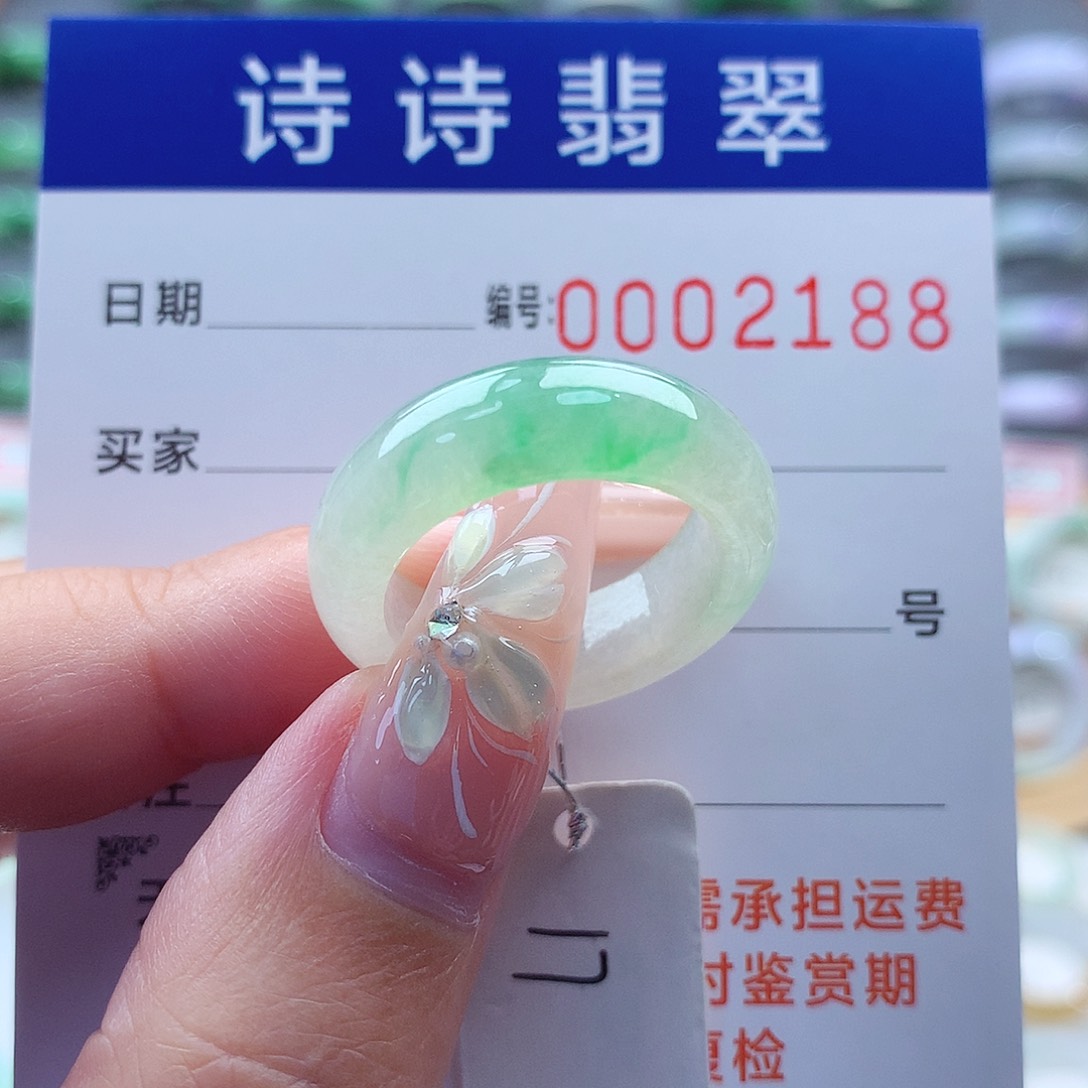 诗诗翡翠
日期 编号:0002188
买家
号
注
需承担运费
时鉴赏期
复检